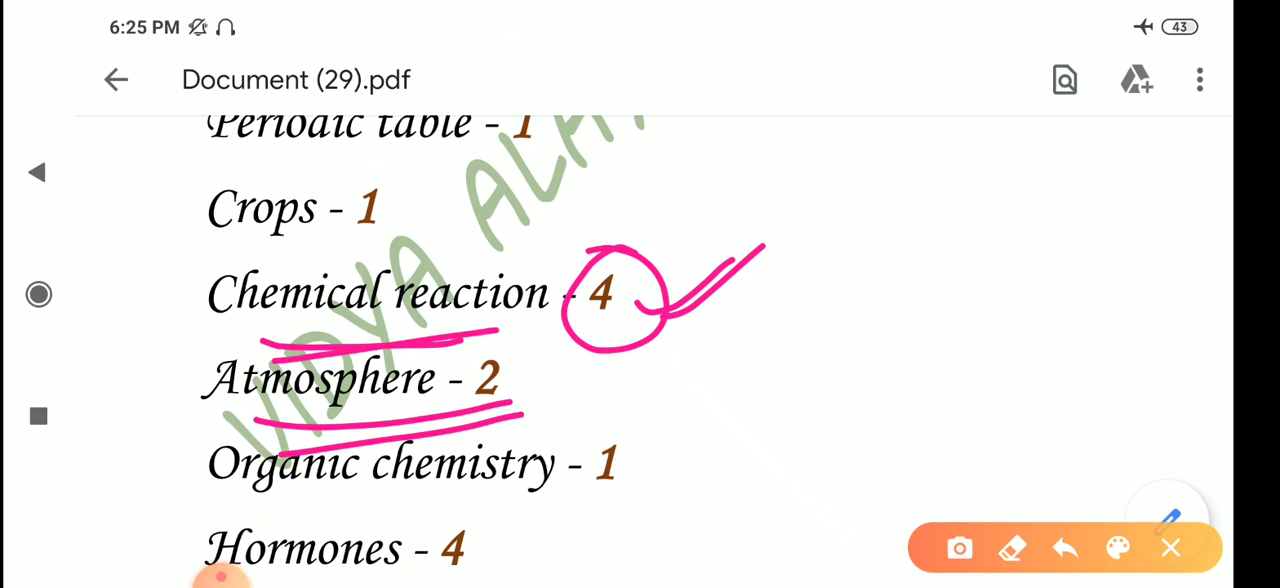 6:25 PM 43
Document (29).pdf
Periodic table - 1
Crops - 1
Chemical reaction - 4
Atmosphere - 2
Organic chemistry - 1
Hormones - 4
VIDYA